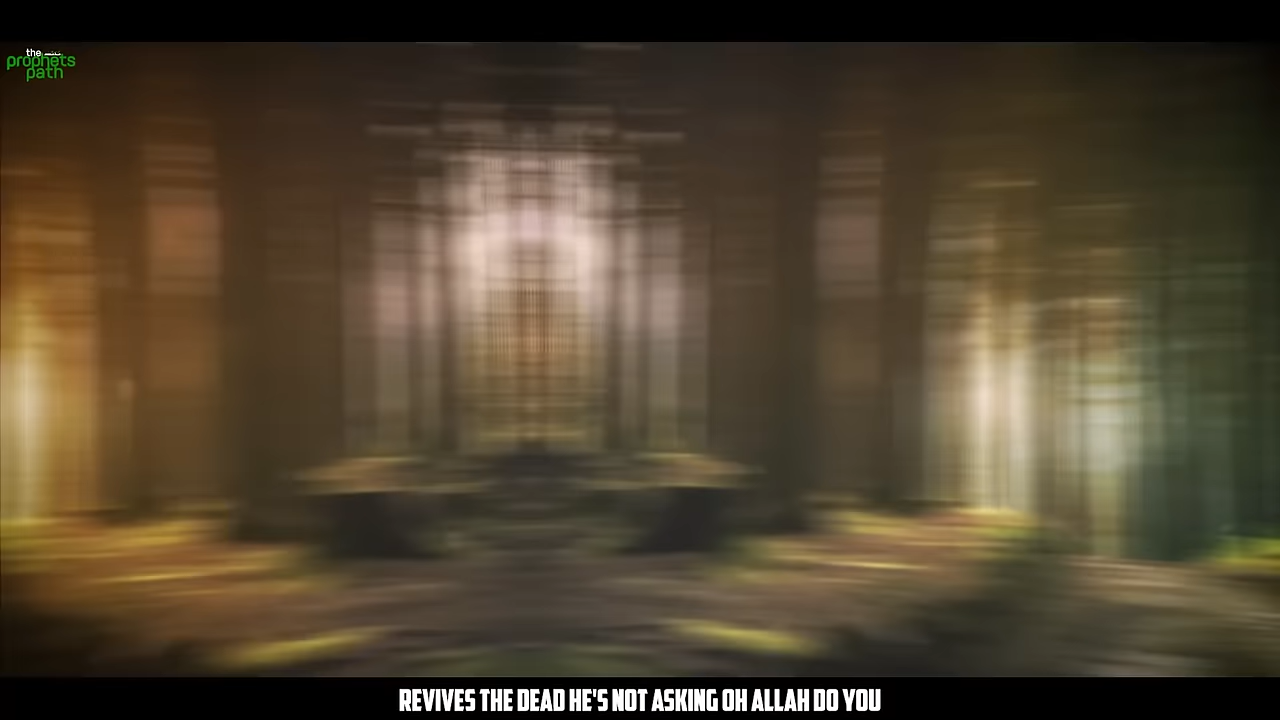 the
prophets
path
REVIVES THE DEAD HE'S NOT ASKING OH ALLAH DO YOU